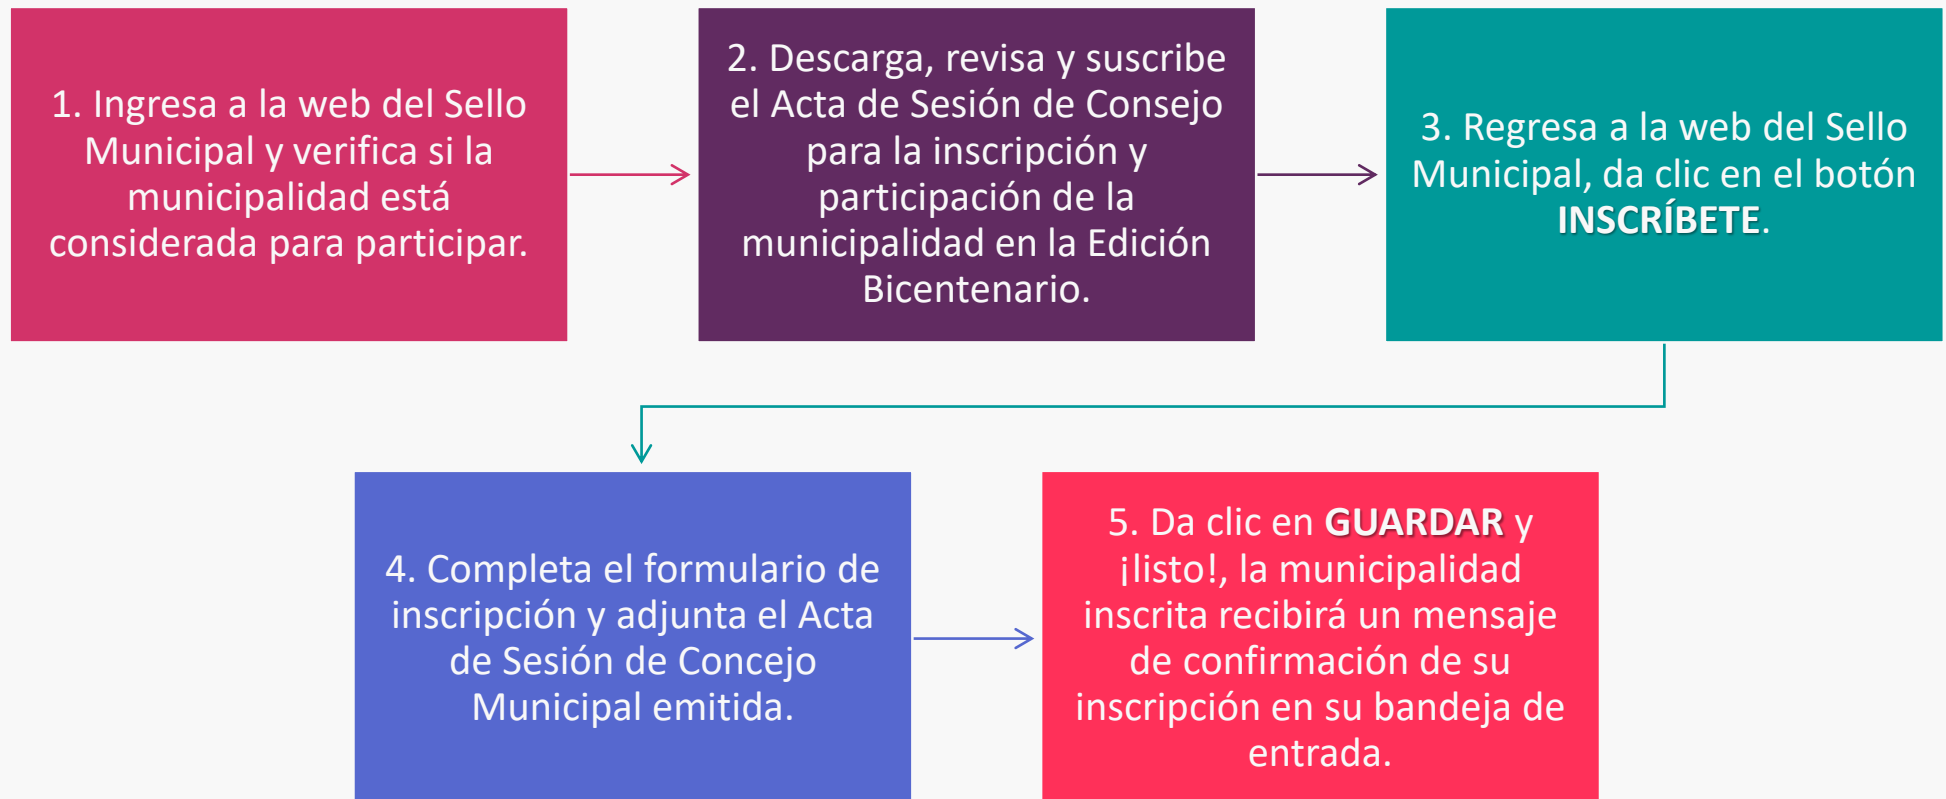 1. Ingresa a la web del Sello
Municipal y verifica si la
municipalidad está
considerada para participar.
2. Descarga, revisa y suscribe
el Acta de Sesión de Consejo
para la inscripción y
participación de la
municipalidad en la Edición
Bicentenario.
3. Regresa a la web del Sello
Municipal, da clic en el botón
INSCRÍBETE.
4. Completa el formulario de
inscripción y adjunta el Acta
de Sesión de Concejo
Municipal emitida.
5. Da clic en GUARDAR y
¡listo!, la municipalidad
inscrita recibirá un mensaje
de confirmación de su
inscripción en su bandeja de
entrada.